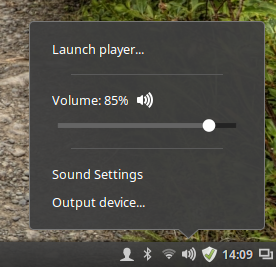 Launch player...
Volume: 85%
Sound Settings
Output device...
14:09